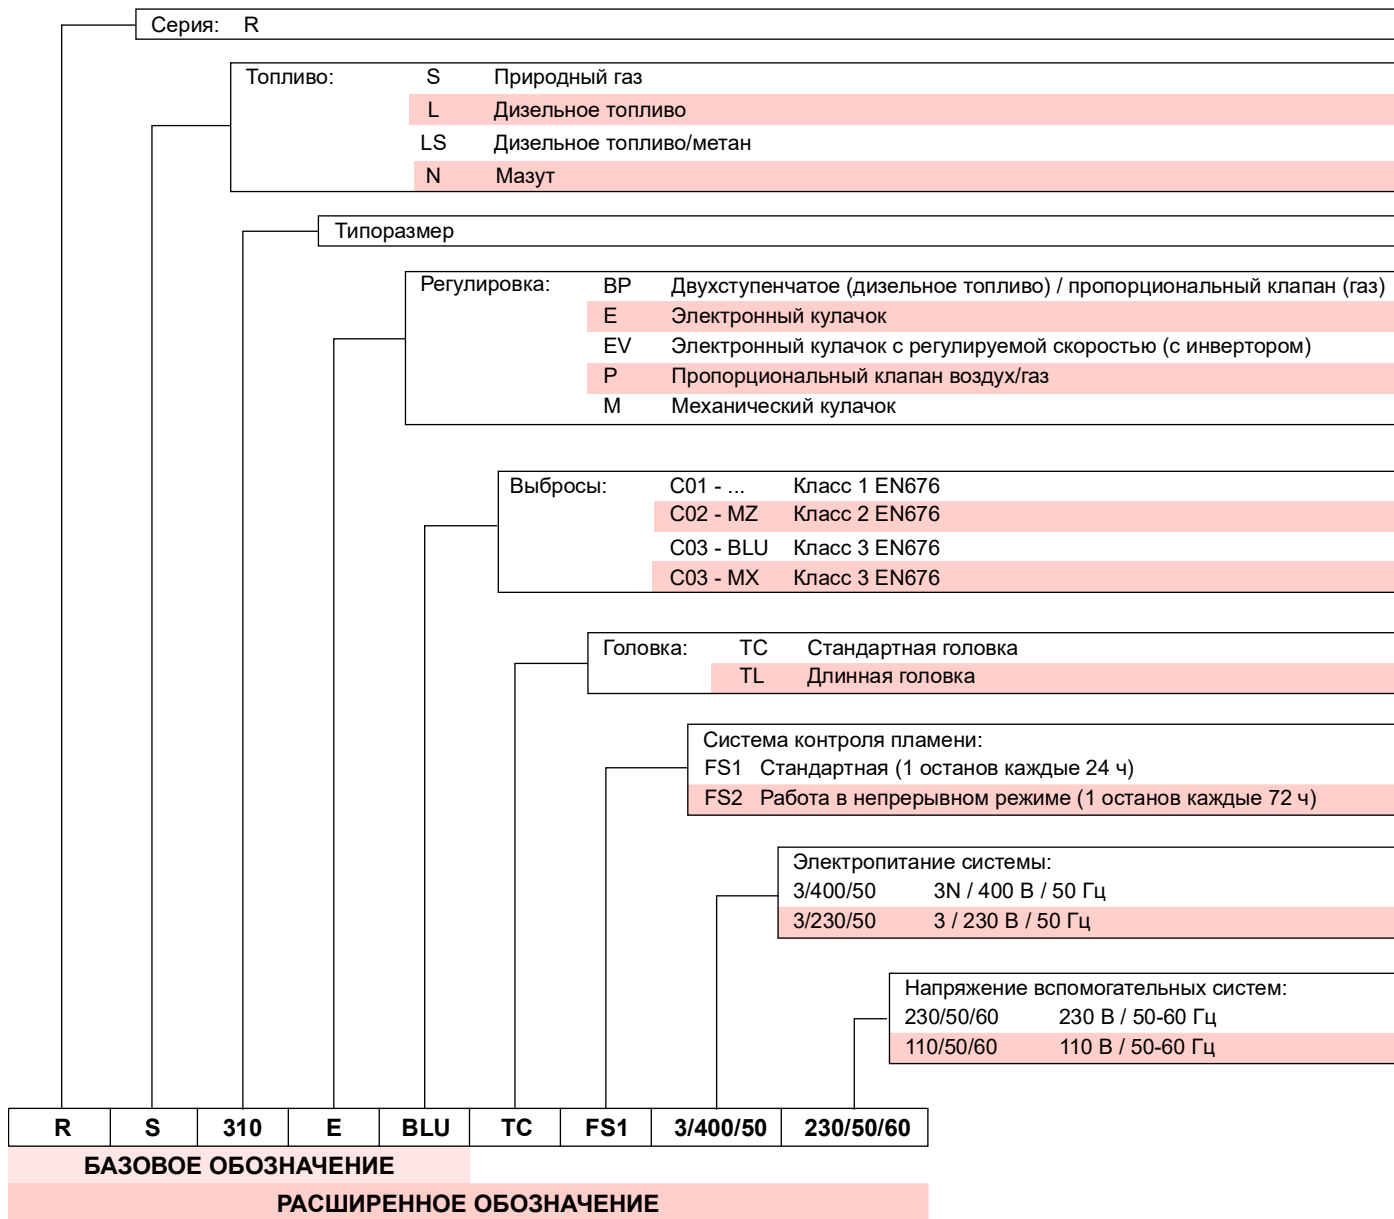 Серия: R
Топливо: S Природный газ
L Дизельное топливо
LS Дизельное топливо/метан
N Мазут
Типоразмер
Регулировка: BP Двухступенчатое (дизельное топливо) / пропорциональный клапан (газ)
E Электронный кулачок
EV Электронный кулачок с регулируемой скоростью (с инвертором)
P Пропорциональный клапан воздух/газ
M Механический кулачок
Выбросы: C01 - ... Класс 1 EN676
C02 - MZ Класс 2 EN676
C03 - BLU Класс 3 EN676
C03 - MX Класс 3 EN676
Головка: TC Стандартная головка
TL Длинная головка
Система контроля пламени:
FS1 Стандартная (1 останов каждые 24 ч)
FS2 Работа в непрерывном режиме (1 останов каждые 72 ч)
Электропитание системы:
3/400/50 3N / 400 В / 50 Гц
3/230/50 3 / 230 В / 50 Гц
Напряжение вспомогательных систем:
230/50/60 230 В / 50-60 Гц
110/50/60 110 В / 50-60 Гц
R S 310 E BLU TC FS1 3/400/50 230/50/60
БАЗОВОЕ ОБОЗНАЧЕНИЕ
РАСШИРЕННОЕ ОБОЗНАЧЕНИЕ